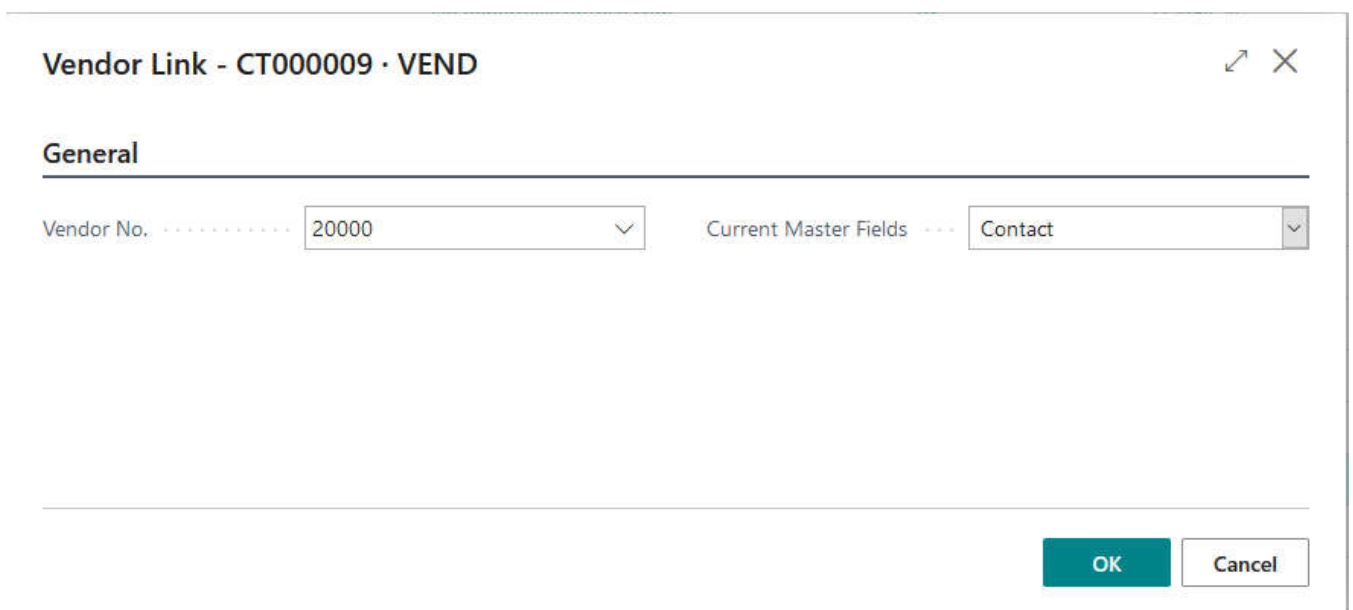 Vendor Link - CT000009 · VEND
General
Vendor No. 20000 Current Master Fields Contact
OK Cancel